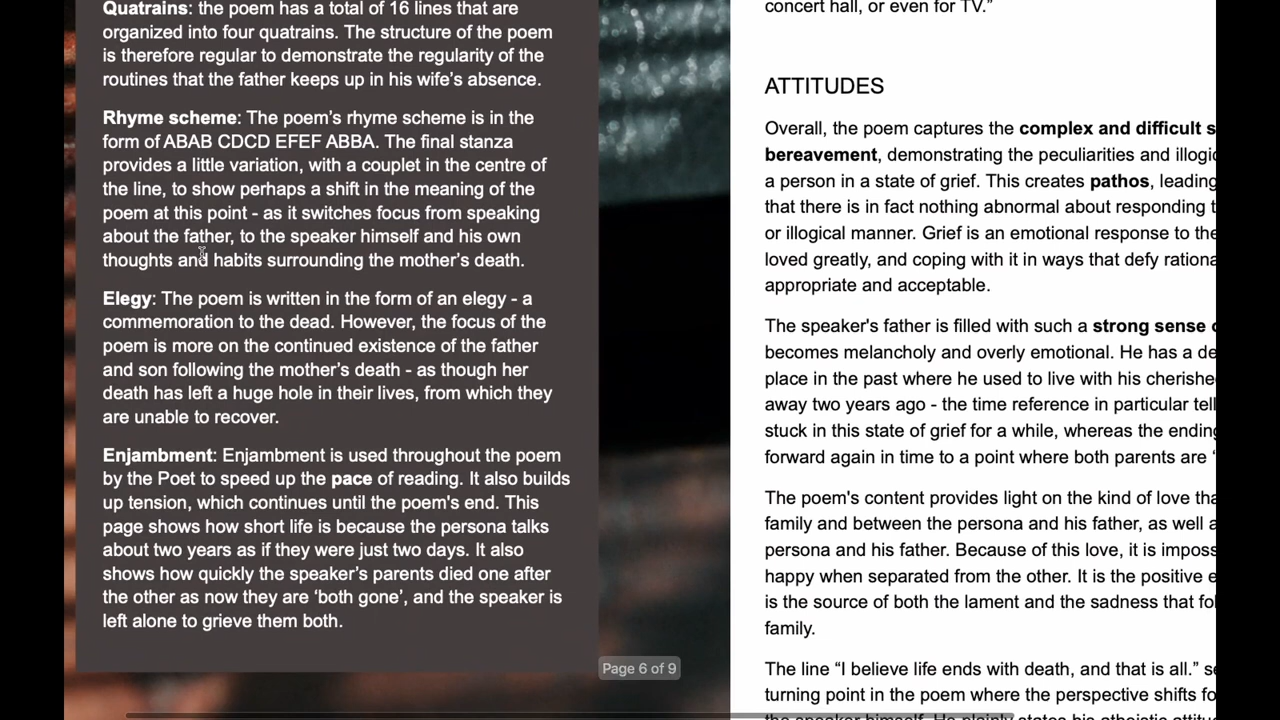 Quatrains: the poem has a total of 16 lines that are
organized into four quatrains. The structure of the poem
is therefore regular to demonstrate the regularity of the
routines that the father keeps up in his wife’s absence.
Rhyme scheme: The poem’s rhyme scheme is in the
form of ABAB CDCD EFEF ABBA. The final stanza
provides a little variation, with a couplet in the centre of
the line, to show perhaps a shift in the meaning of the
poem at this point - as it switches focus from speaking
about the father, to the speaker himself and his own
thoughts and habits surrounding the mother’s death.
Elegy: The poem is written in the form of an elegy - a
commemoration to the dead. However, the focus of the
poem is more on the continued existence of the father
and son following the mother’s death - as though her
death has left a huge hole in their lives, from which they
are unable to recover.
Enjambment: Enjambment is used throughout the poem
by the Poet to speed up the pace of reading. It also builds
up tension, which continues until the poem's end. This
page shows how short life is because the persona talks
about two years as if they were just two days. It also
shows how quickly the speaker’s parents died one after
the other as now they are ‘both gone’, and the speaker is
left alone to grieve them both.
Page 6 of 9
concert hall, or even for TV.”
ATTITUDES
Overall, the poem captures the complex and difficult
bereavement, demonstrating the peculiarities and
a person in a state of grief. This creates pathos, leading
that there is in fact nothing abnormal about responding
or illogical manner. Grief is an emotional response to the
loved greatly, and coping with it in ways that defy
appropriate and acceptable.
The speaker's father is filled with such a strong sense
becomes melancholy and overly emotional. He has a
place in the past where he used to live with his
away two years ago - the time reference in particular
stuck in this state of grief for a while, whereas the ending
forward again in time to a point where both parents are
The poem's content provides light on the kind of love
family and between the persona and his father, as well
persona and his father. Because of this love, it is
happy when separated from the other. It is the positive
is the source of both the lament and the sadness that
family.
The line “I believe life ends with death, and that is all.”
turning point in the poem where the perspective shifts
the speaker himself. He plainly states his atheistic